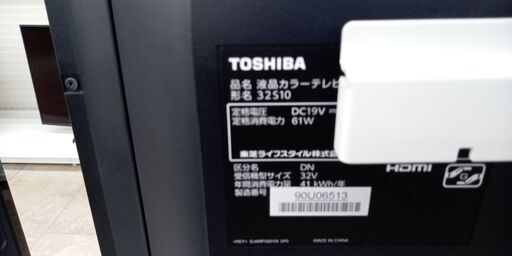 TOSHIBA
品名 液晶カラーテレビ
形名 32S10
定格電圧 DC19V
定格消費電力 61W
東芝ライフスタイル株式会
HDMI
区分名 DN
受信機型サイズ 32V
年間消費電力量 41 kWh/年
製造番号
90U06513
MADE IN CHINA